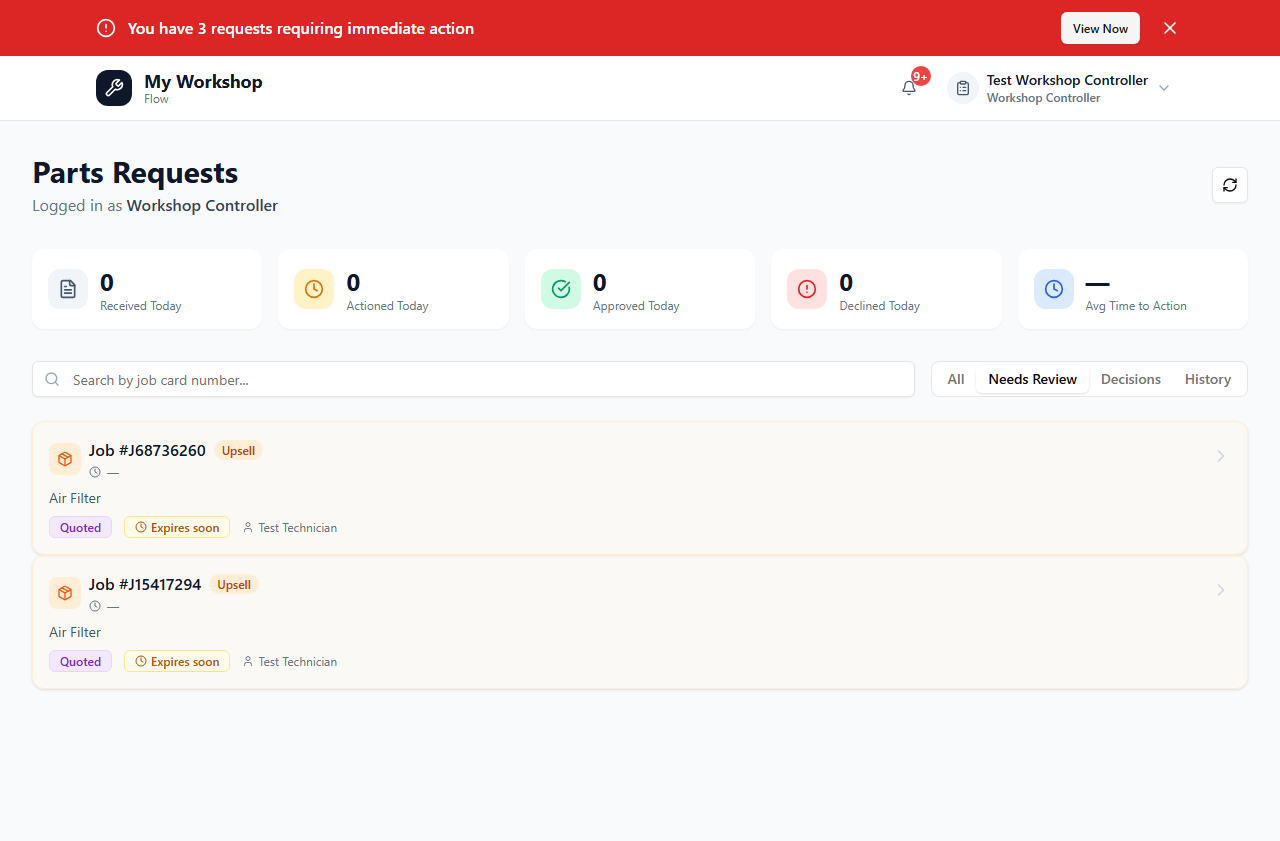 You have 3 requests requiring immediate action
View Now
My Workshop
Flow
9+
Test Workshop Controller
Workshop Controller
Parts Requests
Logged in as Workshop Controller
0
Received Today
0
Actioned Today
0
Approved Today
0
Declined Today
—
Avg Time to Action
Search by job card number...
All Needs Review Decisions History
Job #J68736260 Upsell
—
Air Filter
Quoted Expires soon Test Technician
Job #J15417294 Upsell
—
Air Filter
Quoted Expires soon Test Technician